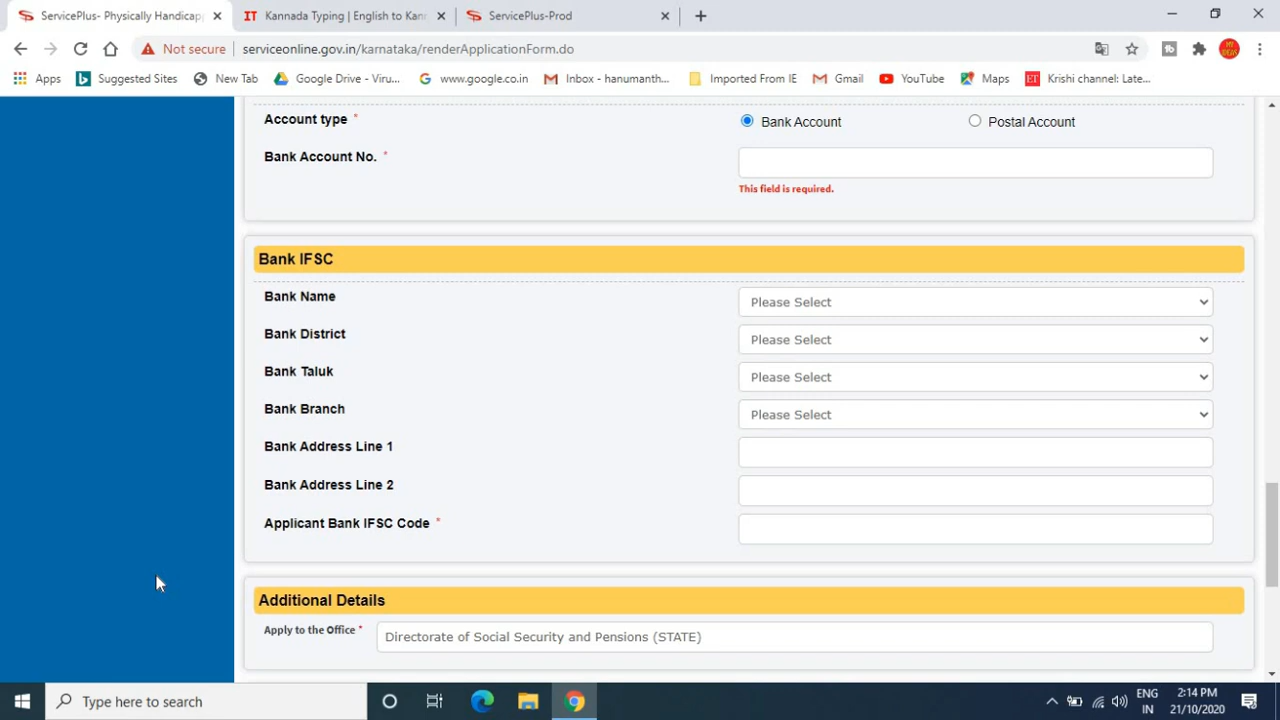 ServicePlus- Physically Handicapp
Kannada Typing | English to Kann
ServicePlus-Prod
Not secure
serviceonline.gov.in/karnataka/renderApplicationForm.do
Apps
Suggested Sites
New Tab
Google Drive - Viru...
www.google.co.in
Inbox - hanumanth...
Imported From IE
Gmail
YouTube
Maps
Krishi channel: Late...
Account type *
Bank Account
Postal Account
Bank Account No. *
This field is required.
Bank IFSC
Bank Name
Please Select
Bank District
Please Select
Bank Taluk
Please Select
Bank Branch
Please Select
Bank Address Line 1
Bank Address Line 2
Applicant Bank IFSC Code *
Additional Details
Apply to the Office *
Directorate of Social Security and Pensions (STATE)
Type here to search
ENG
IN
2:14 PM
21/10/2020